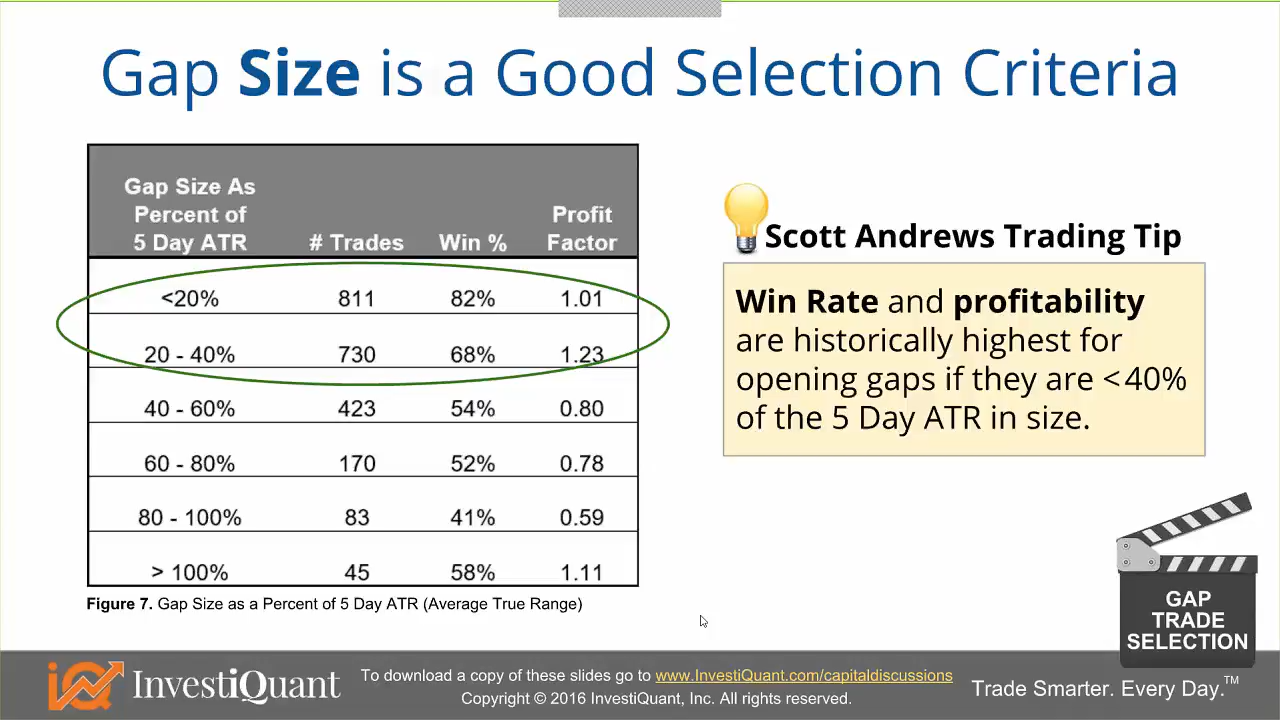 Gap Size is a Good Selection Criteria
Gap Size As
Percent of
5 Day ATR
# Trades
Win %
Profit
Factor
<20% 811 82% 1.01
20 - 40% 730 68% 1.23
40 - 60% 423 54% 0.80
60 - 80% 170 52% 0.78
80 - 100% 83 41% 0.59
> 100% 45 58% 1.11
Figure 7. Gap Size as a Percent of 5 Day ATR (Average True Range)
Scott Andrews Trading Tip
Win Rate and profitability
are historically highest for
opening gaps if they are <40%
of the 5 Day ATR in size.
GAP
TRADE
SELECTION
iQ InvestiQuant
To download a copy of these slides go to www.InvestiQuant.com/capitaldiscussions
Copyright © 2016 InvestiQuant, Inc. All rights reserved.
Trade Smarter. Every Day.™